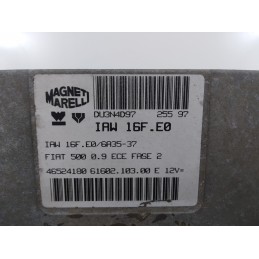 MAGNETI
MARELLI
DU3N4D97 255 97
IAW 16F.E0
IAW 16F.E0/6A35-37
FIAT 500 0.9 ECE FASE 2
46524180 61602.103.00 E 12V=